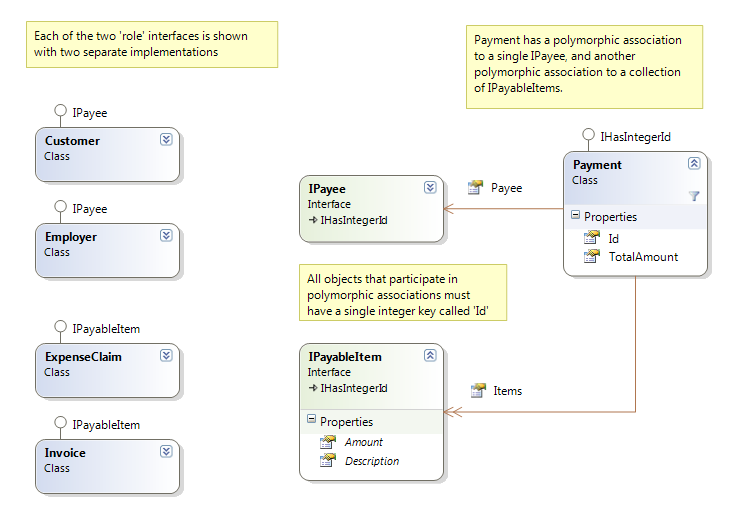 Each of the two 'role' interfaces is shown
with two separate implementations
Payment has a polymorphic association
to a single IPayee, and another
polymorphic association to a collection
of IPayableItems.
IPayee
Customer
Class
IPayee
Employer
Class
IPayableItem
ExpenseClaim
Class
IPayableItem
Invoice
Class
IPayee
Interface
IHasIntegerId
Payee
IHasIntegerId
Payment
Class
Properties
Id
TotalAmount
All objects that participate in
polymorphic associations must
have a single integer key called 'Id'
IPayableItem
Interface
IHasIntegerId
Properties
Amount
Description
Items